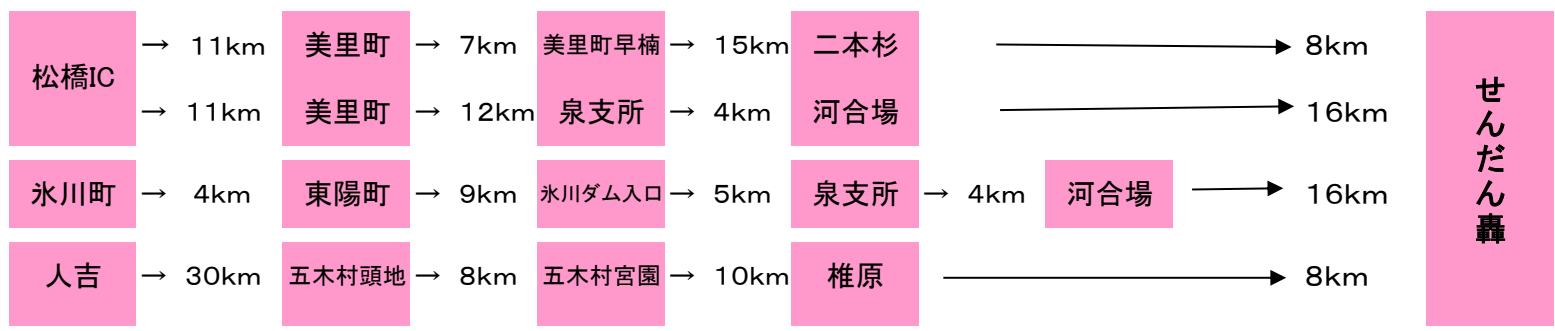 松橋IC
→ 11km 美里町 → 7km 美里町早楠 → 15km 二本杉 → 8km
→ 11km 美里町 → 12km 泉支所 → 4km 河合場 → 16km
氷川町 → 4km 東陽町 → 9km 氷川ダム入口 → 5km 泉支所 → 4km 河合場 → 16km
人吉 → 30km 五木村頭地 → 8km 五木村宮園 → 10km 椎原 → 8km
せんだん轟